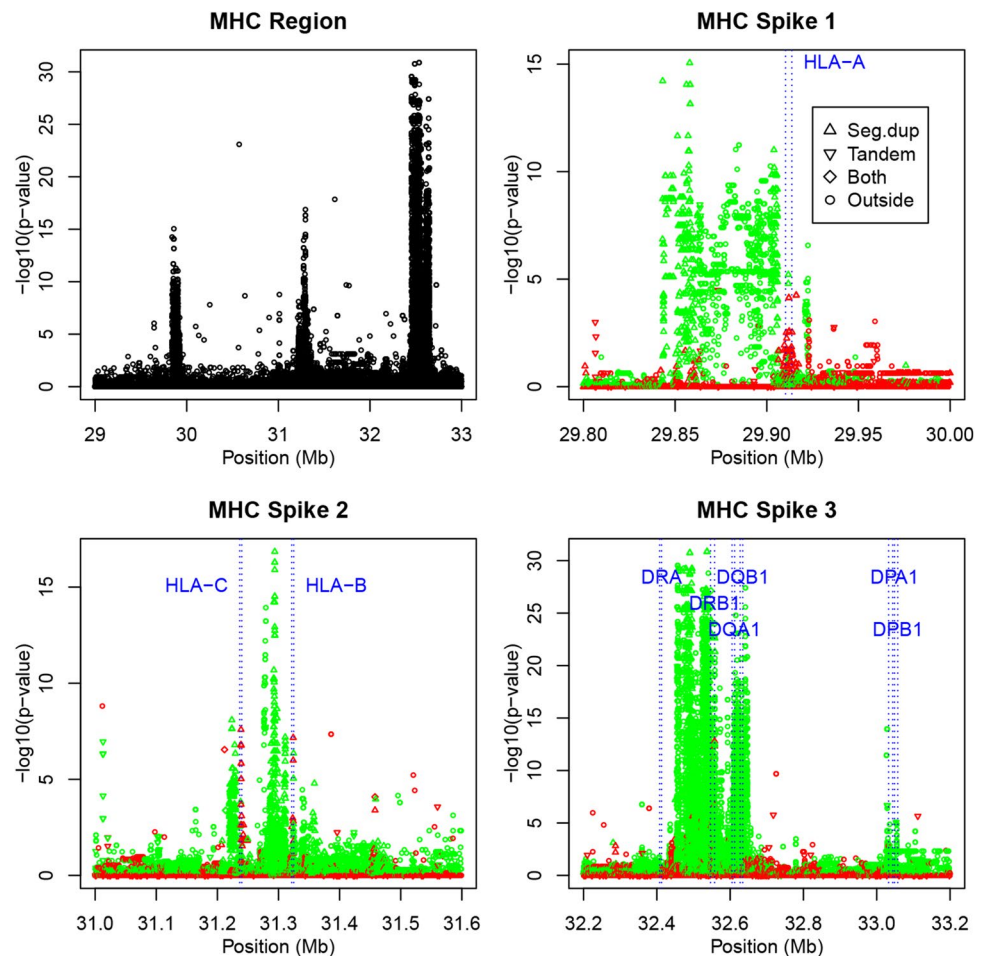 MHC Region
−log10(p−value)
30
25
20
15
10
5
0
29
30
31
32
33
Position (Mb)
MHC Spike 1
−log10(p−value)
15
10
5
0
HLA−A
Seg.dup
Tandem
Both
Outside
29.80
29.85
29.90
29.95
30.00
Position (Mb)
MHC Spike 2
−log10(p−value)
15
10
5
0
HLA−C
HLA−B
31.0
31.1
31.2
31.3
31.4
31.5
31.6
Position (Mb)
MHC Spike 3
−log10(p−value)
30
25
20
15
10
5
0
DRA
DQB1
DPA1
DRB1
DQA1
DPB1
32.2
32.4
32.6
32.8
33.0
33.2
Position (Mb)